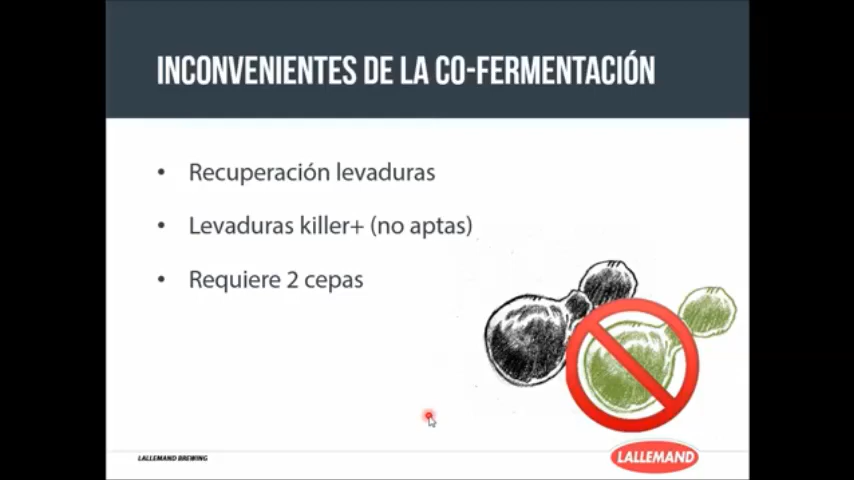 INCONVENIENTES DE LA CO-FERMENTACIÓN
• Recuperación levaduras
• Levaduras killer+ (no aptas)
• Requiere 2 cepas
LALLEMAND BREWING
LALLEMAND